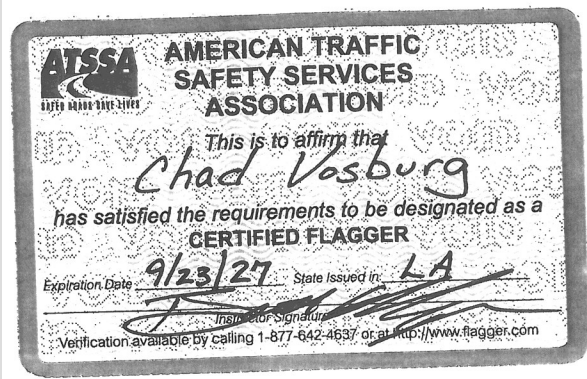 ATSSA
SAFER ROADS SAVE LIVES
AMERICAN TRAFFIC
SAFETY SERVICES
ASSOCIATION
This is to affirm that
Chad Vosburg
has satisfied the requirements to be designated as a
CERTIFIED FLAGGER
Expiration Date 9/23/27 State Issued in: LA
Instructor Signature
Verification available by calling 1-877-642-4637 or at http://www.flagger.com